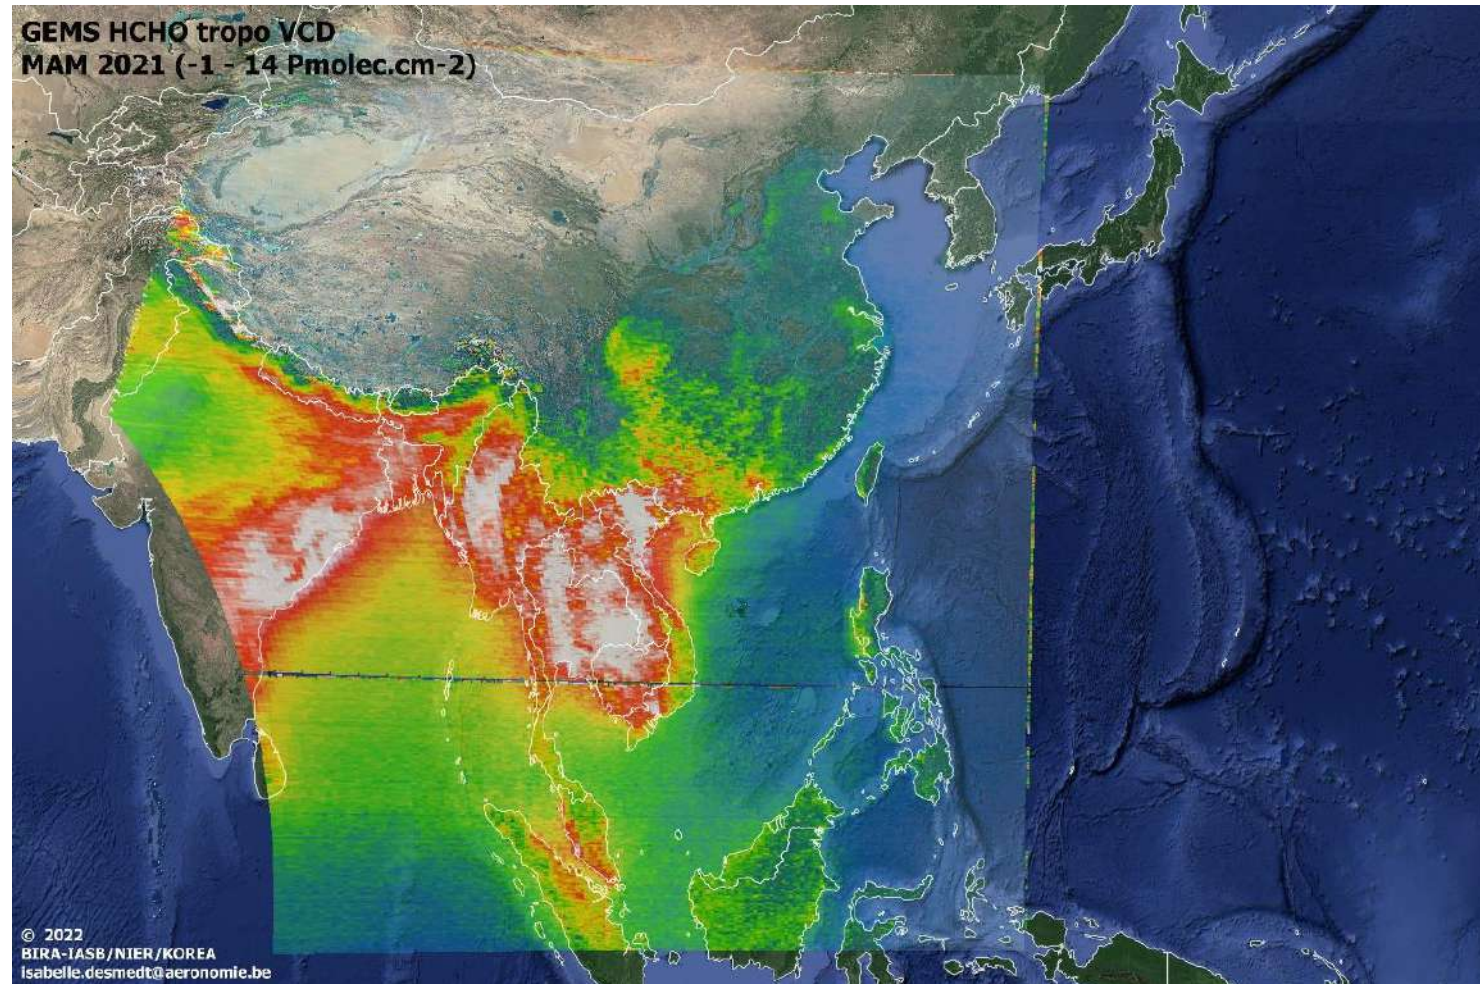 GEMS HCHO tropo VCD
MAM 2021 (-1 - 14 Pmolec.cm-2)
© 2022
BIRA-IASB/NIER/KOREA
isabelle.desmedt@aeronomie.be